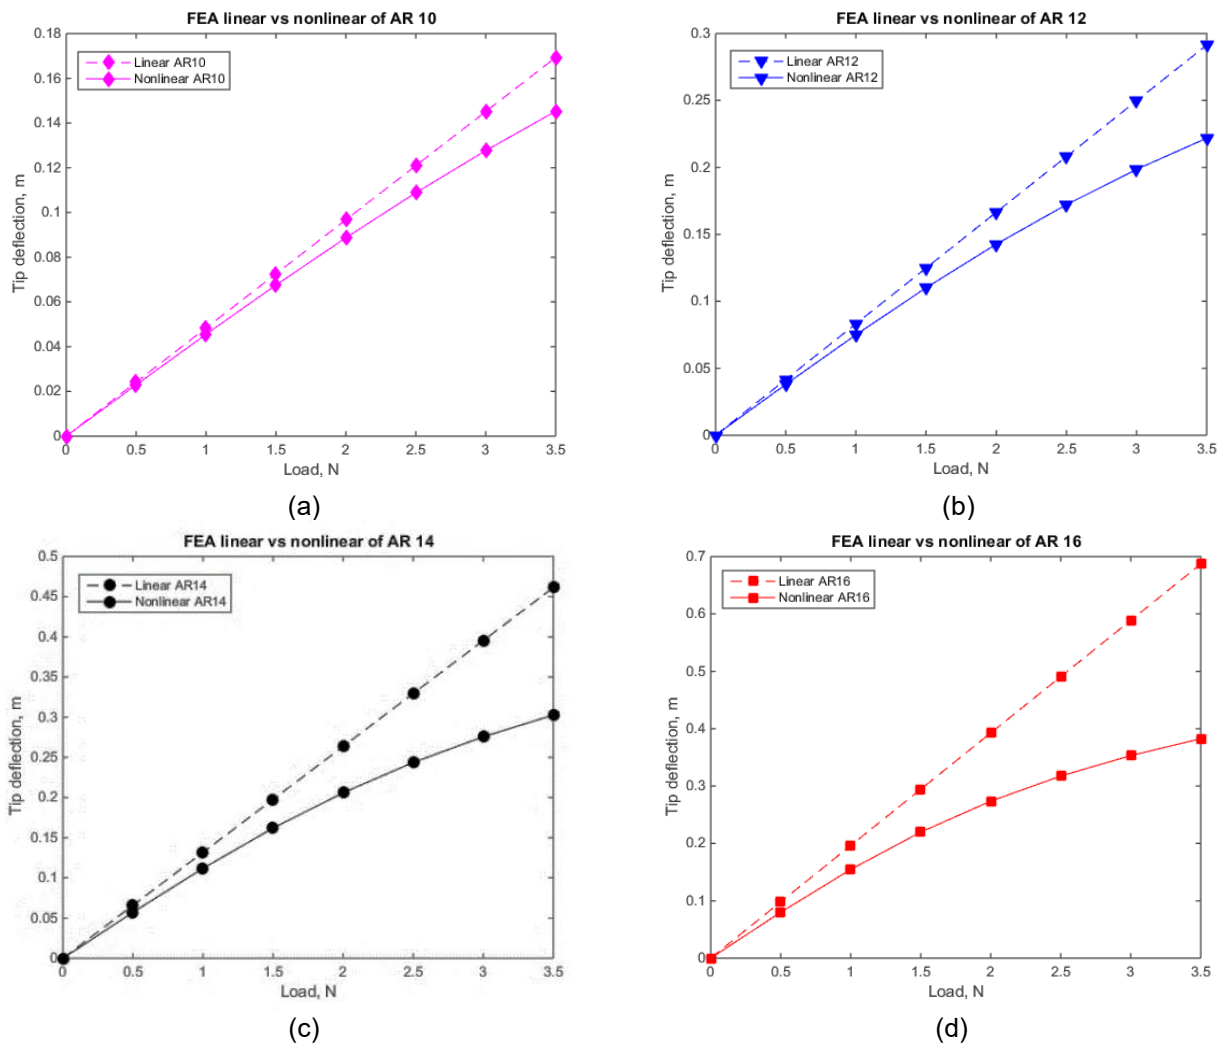 FEA linear vs nonlinear of AR 10
0.18
0.16
0.14
0.12
0.1
0.08
0.06
0.04
0.02
0
Tip deflection, m
Linear AR10
Nonlinear AR10
0 0.5 1 1.5 2 2.5 3 3.5
Load, N
(a)
FEA linear vs nonlinear of AR 12
0.3
0.25
0.2
0.15
0.1
0.05
0
Tip deflection, m
Linear AR12
Nonlinear AR12
0 0.5 1 1.5 2 2.5 3 3.5
Load, N
(b)
FEA linear vs nonlinear of AR 14
0.5
0.45
0.4
0.35
0.3
0.25
0.2
0.15
0.1
0.05
0
Tip deflection, m
Linear AR14
Nonlinear AR14
0 0.5 1 1.5 2 2.5 3 3.5
Load, N
(c)
FEA linear vs nonlinear of AR 16
0.7
0.6
0.5
0.4
0.3
0.2
0.1
0
Tip deflection, m
Linear AR16
Nonlinear AR16
0 0.5 1 1.5 2 2.5 3 3.5
Load, N
(d)